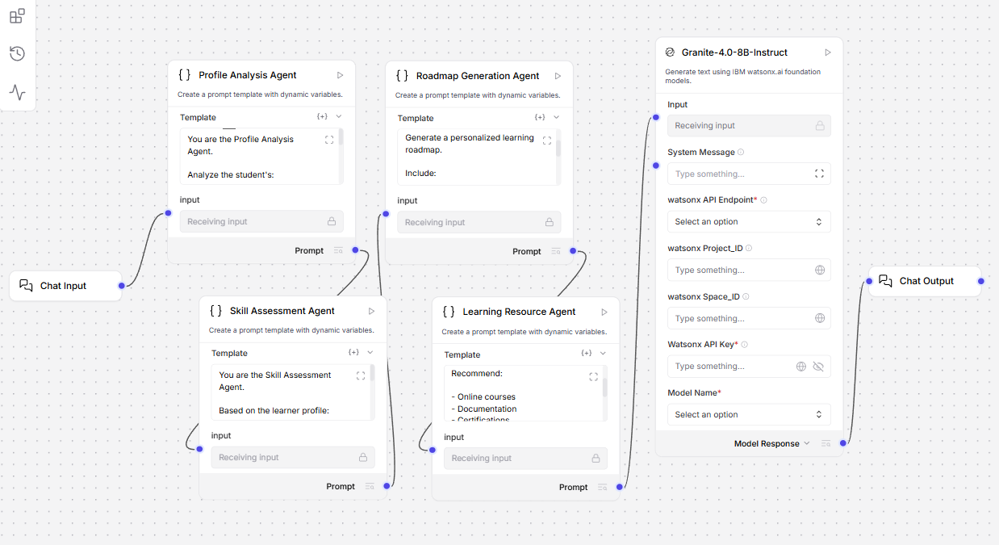 Chat Input
{ } Profile Analysis Agent
Create a prompt template with dynamic variables.
Template
{+}
You are the Profile Analysis
Agent.
Analyze the student's:
input
Receiving input
Prompt
{ } Skill Assessment Agent
Create a prompt template with dynamic variables.
Template
{+}
You are the Skill Assessment
Agent.
Based on the learner profile:
input
Receiving input
Prompt
{ } Roadmap Generation Agent
Create a prompt template with dynamic variables.
Template
{+}
Generate a personalized learning
roadmap.
Include:
input
Receiving input
Prompt
{ } Learning Resource Agent
Create a prompt template with dynamic variables.
Template
{+}
Recommend:
- Online courses
- Documentation
- Certifications
input
Receiving input
Prompt
Granite-4.0-8B-Instruct
Generate text using IBM watsonx.ai foundation
models.
Input
Receiving input
System Message
Type something...
watsonx API Endpoint*
Select an option
watsonx Project_ID
Type something...
watsonx Space_ID
Type something...
Watsonx API Key*
Type something...
Model Name*
Select an option
Model Response
Chat Output